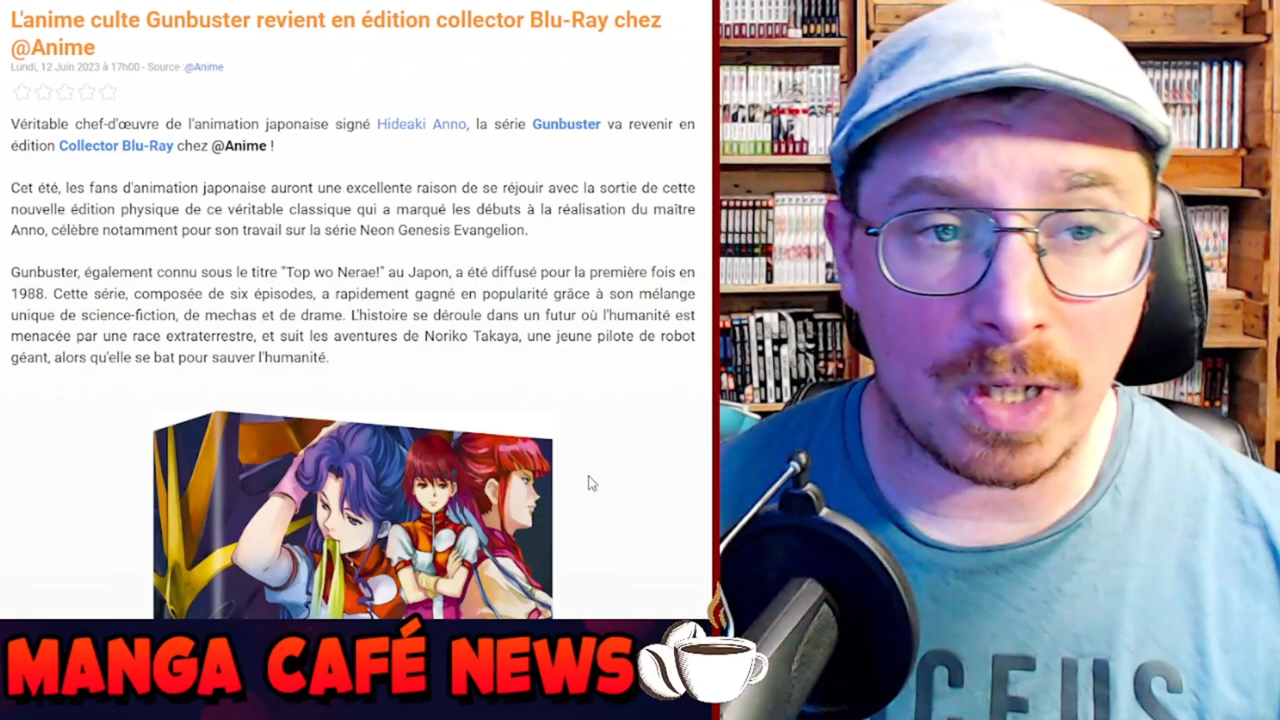 L'anime culte Gunbuster revient en édition collector Blu-Ray chez
@Anime
Lundi, 12 Juin 2023 à 17h00 - Source :@Anime
Véritable chef-d'œuvre de l'animation japonaise signé Hideaki Anno, la série Gunbuster va revenir en
édition Collector Blu-Ray chez @Anime !
Cet été, les fans d'animation japonaise auront une excellente raison de se réjouir avec la sortie de cette
nouvelle édition physique de ce véritable classique qui a marqué les débuts à la réalisation du maître
Anno, célèbre notamment pour son travail sur la série Neon Genesis Evangelion.
Gunbuster, également connu sous le titre "Top wo Nerae!" au Japon, a été diffusé pour la première fois en
1988. Cette série, composée de six épisodes, a rapidement gagné en popularité grâce à son mélange
unique de science-fiction, de mechas et de drame. L'histoire se déroule dans un futur où l'humanité est
menacée par une race extraterrestre, et suit les aventures de Noriko Takaya, une jeune pilote de robot
géant, alors qu'elle se bat pour sauver l'humanité.
MANGA CAFÉ NEWS
CEUS